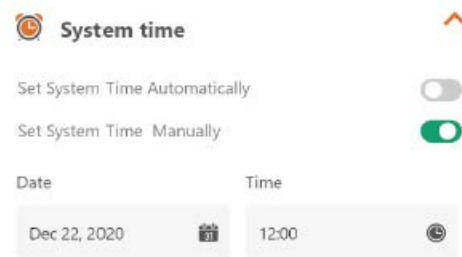 System time
Set System Time Automatically
Set System Time Manually
Date Time
Dec 22, 2020 12:00